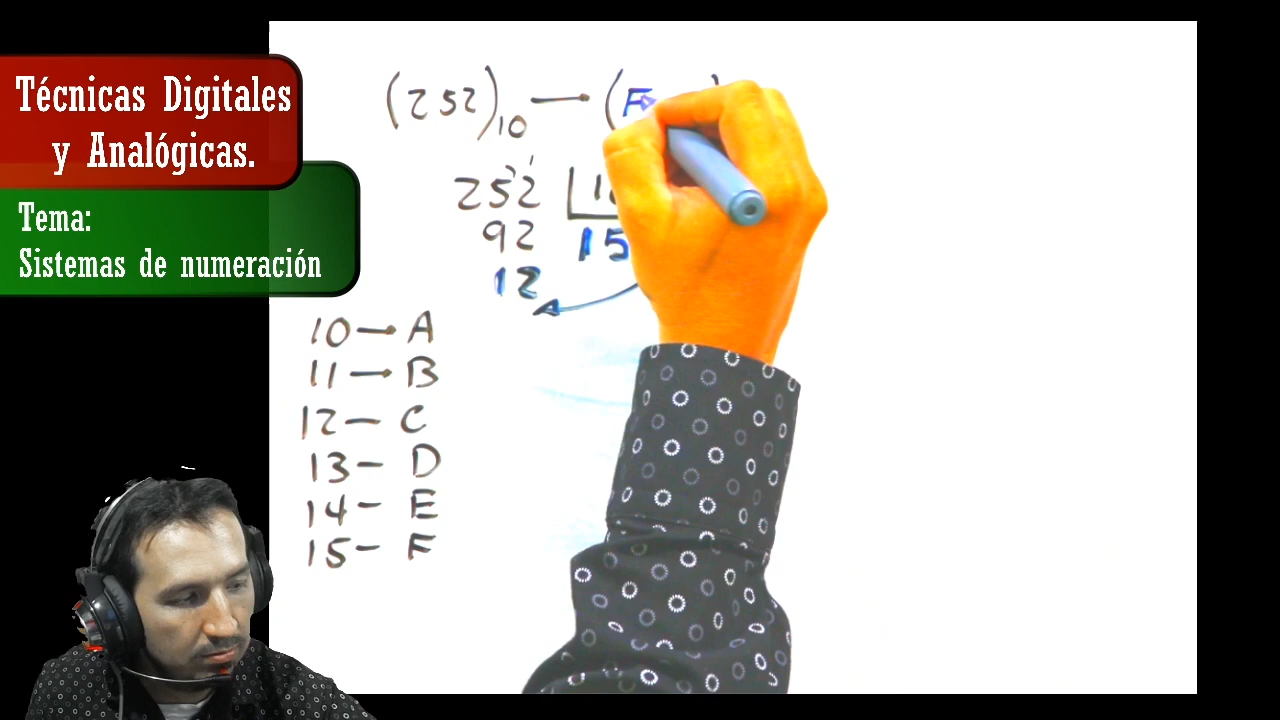 Técnicas Digitales
y Analógicas.
Tema:
Sistemas de numeración
(252)10 → (F
252
92 15
12
10 → A
11 → B
12 – C
13 – D
14 – E
15 – F